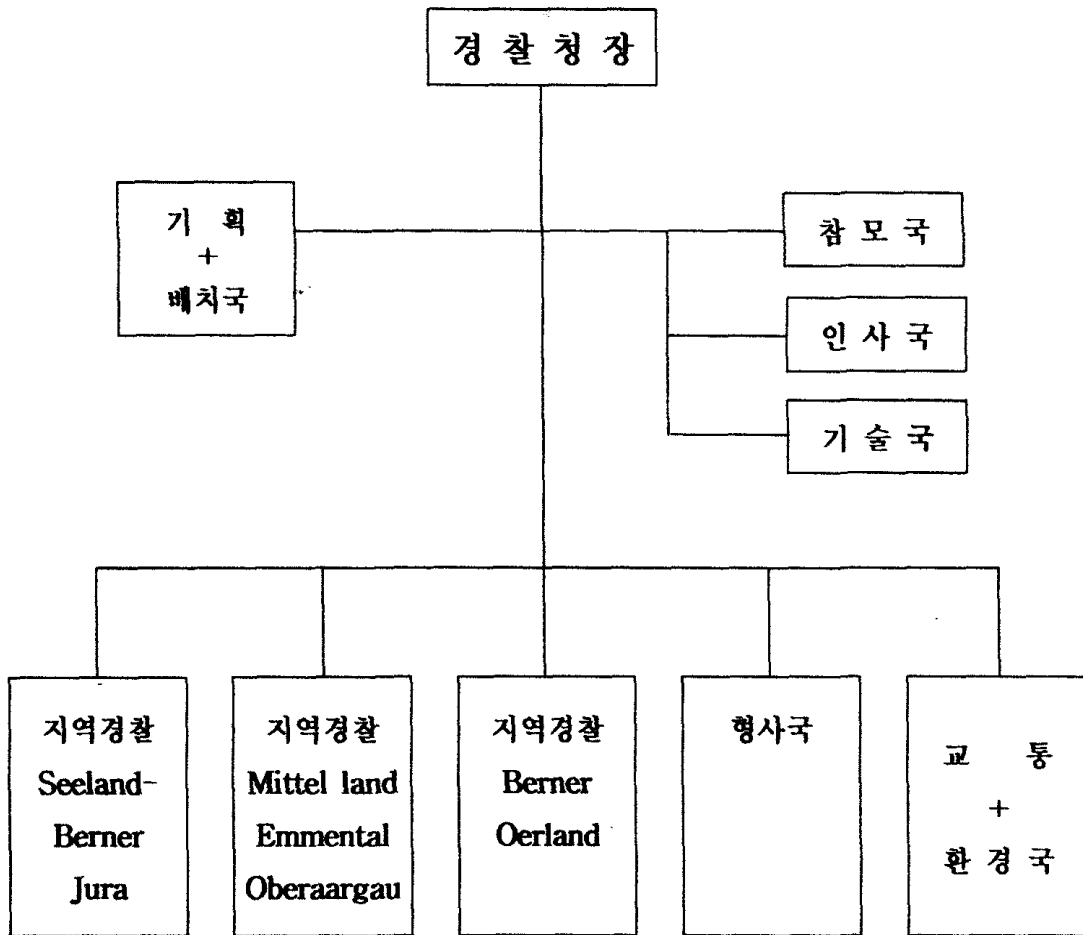 경 찰 청 장
기 획
+
배치국
참 모 국
인 사 국
기 술 국
지역경찰
Seeland-
Berner
Jura
지역경찰
Mittel land
Emmental
Oberaargau
지역경찰
Berner
Oerland
형사국
교 통
+
환 경 국